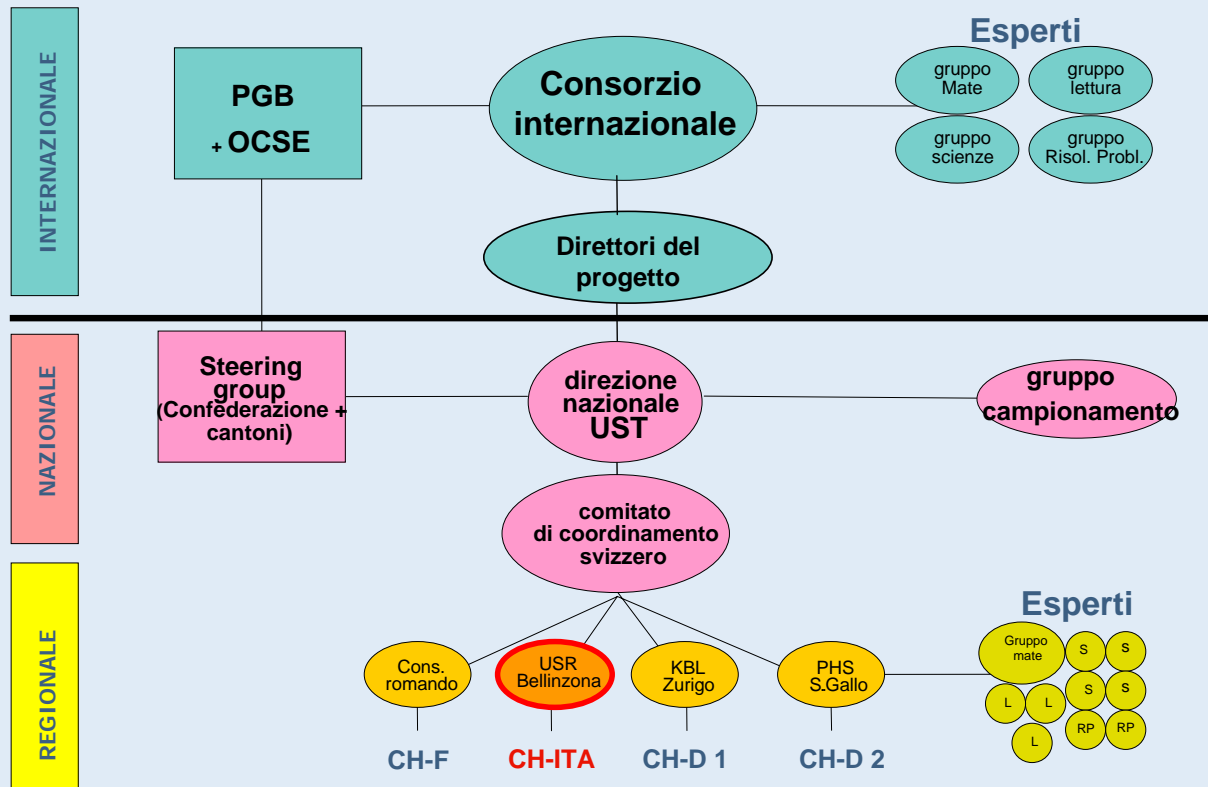 INTERNAZIONALE
PGB
+ OCSE
Consorzio
internazionale
Esperti
gruppo
Mate
gruppo
lettura
gruppo
scienze
gruppo
Risol. Probl.
Direttori del
progetto
NAZIONALE
Steering
group
(Confederazione +
cantoni)
direzione
nazionale
UST
gruppo
campionamento
comitato
di coordinamento
svizzero
REGIONALE
Cons.
romando
USR
Bellinzona
KBL
Zurigo
PHS
S.Gallo
Esperti
Gruppo
mate
S
S
S
S
L
L
L
RP
RP
CH-F
CH-ITA
CH-D 1
CH-D 2